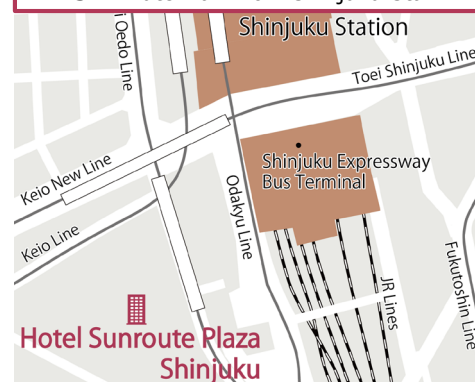 Shinjuku Station
Oedo Line
Toei Shinjuku Line
Shinjuku Expressway
Bus Terminal
Keio New Line
Odakyu Line
Keio Line
JR Lines
Fukutoshin Line
Hotel Sunroute Plaza
Shinjuku